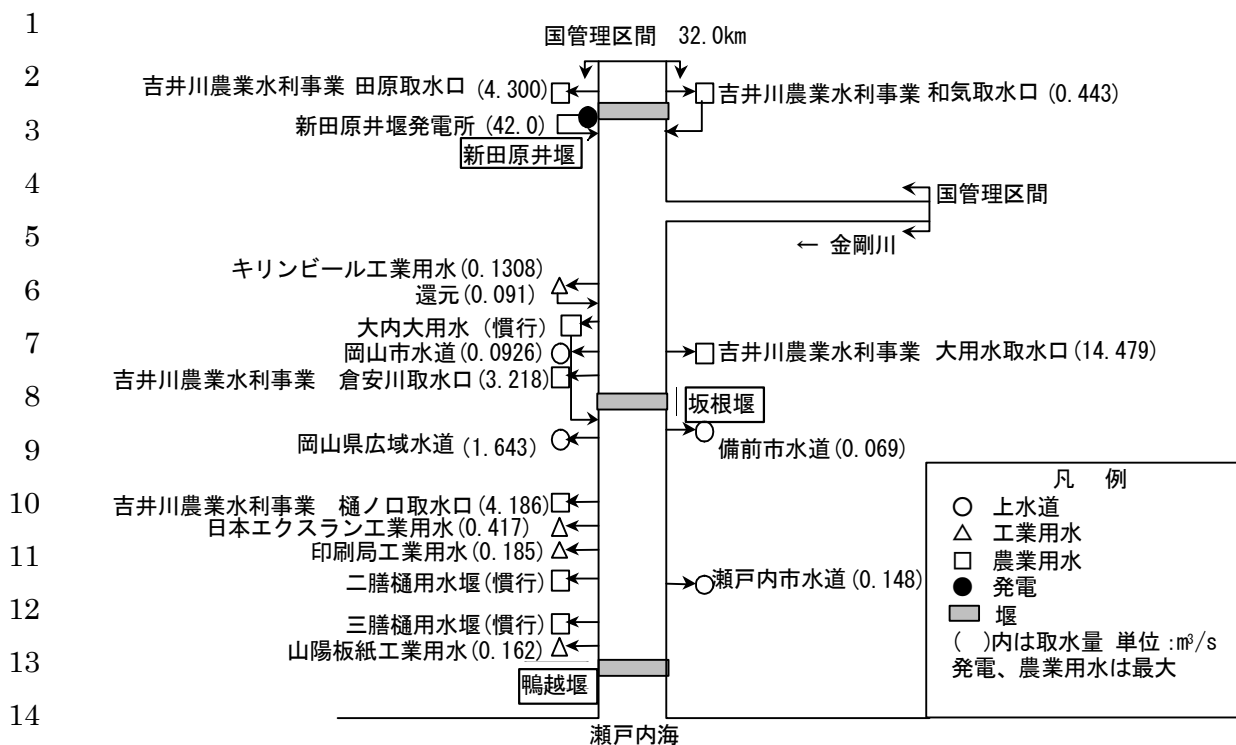 1
国管理区間 32.0km
2
吉井川農業水利事業 田原取水口 (4.300)
吉井川農業水利事業 和気取水口(0.443)
3
新田原井堰発電所(42.0)
新田原井堰
4
国管理区間
5
← 金剛川
キリンビール工業用水(0.1308)
6
還元(0.091)
大内大用水 (慣行)
7
岡山市水道(0.0926)
吉井川農業水利事業 大用水取水口(14.479)
吉井川農業水利事業 倉安川取水口(3.218)
8
坂根堰
9
岡山県広域水道 (1.643)
備前市水道(0.069)
凡 例
10
吉井川農業水利事業 樋ノ口取水口(4.186)
上水道
日本エクスラン工業用水(0.417)
工業用水
11
印刷局工業用水(0.185)
農業用水
二膳樋用水堰(慣行)
瀬戸内市水道(0.148)
発電
12
堰
三膳樋用水堰(慣行)
( )内は取水量 単位:m³/s
13
山陽板紙工業用水(0.162)
発電、農業用水は最大
鴨越堰
14
瀬戸内海